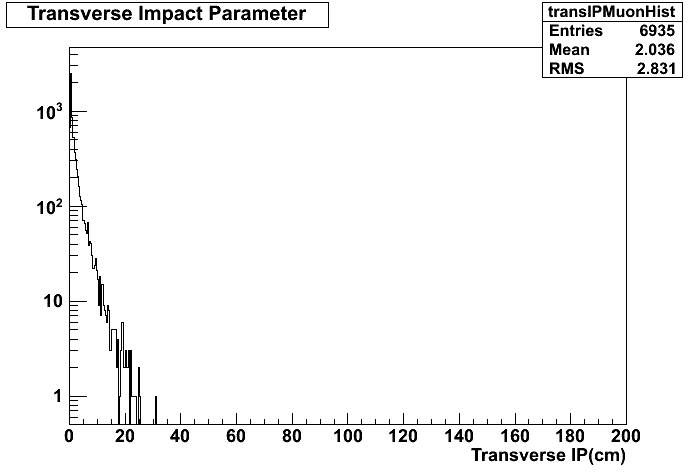 Transverse Impact Parameter
transIPMuonHist
Entries 6935
Mean 2.036
RMS 2.831
10³
10²
10
1
0 20 40 60 80 100 120 140 160 180 200
Transverse IP(cm)